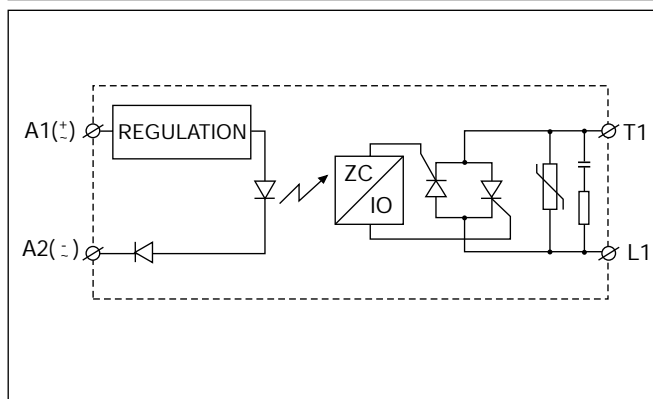 A1(+~)
REGULATION
T1
ZC
IO
A2(-~)
L1